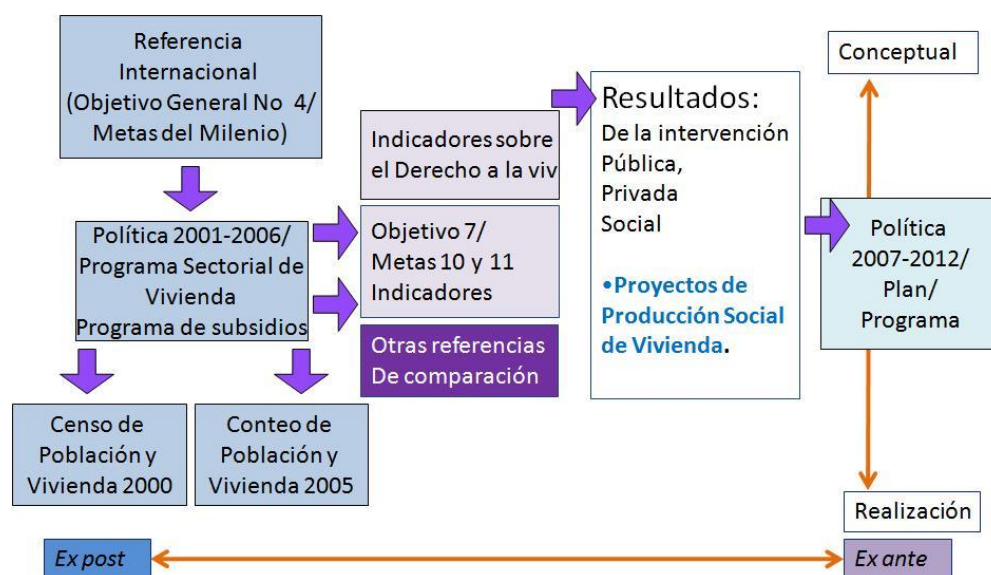 Referencia
Internacional
(Objetivo General No 4/
Metas del Milenio)
Política 2001-2006/
Programa Sectorial de
Vivienda
Programa de subsidios
Censo de
Población y
Vivienda 2000
Conteo de
Población y
Vivienda 2005
Indicadores sobre
el Derecho a la viv
Objetivo 7/
Metas 10 y 11
Indicadores
Otras referencias
De comparación
Resultados:
De la intervención
Pública,
Privada
Social
•Proyectos de
Producción Social
de Vivienda.
Conceptual
Política
2007-2012/
Plan/
Programa
Realización
Ex post
Ex ante